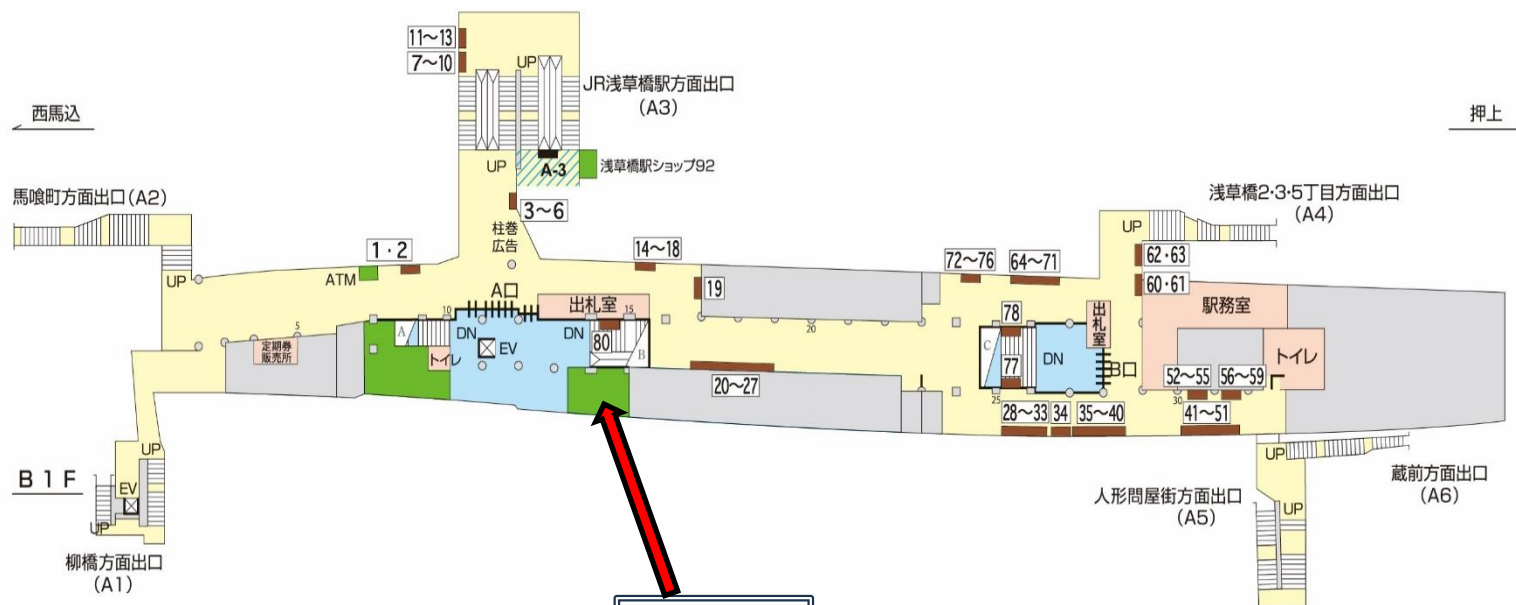 11～13
7～10
UP
UP
JR浅草橋駅方面出口
(A3)
西馬込
押上
UP
A-3
浅草橋駅ショップ92
馬喰町方面出口(A2)
浅草橋2・3・5丁目方面出口
(A4)
3～6
UP
柱巻
広告
1・2
14～18
72～76
64～71
62・63
UP
ATM
60・61
A口
19
駅務室
出札室
10
15
78
5
20
A
DN
DN
80
B
EV
C
DN
出札室
定期券
販売所
トイレ
トイレ
77
B口
20～27
52～55
56～59
25
30
28～33
34
35～40
41～51
UP
UP
B1F
EV
蔵前方面出口
(A6)
人形問屋街方面出口
(A5)
UP
UP
柳橋方面出口
(A1)